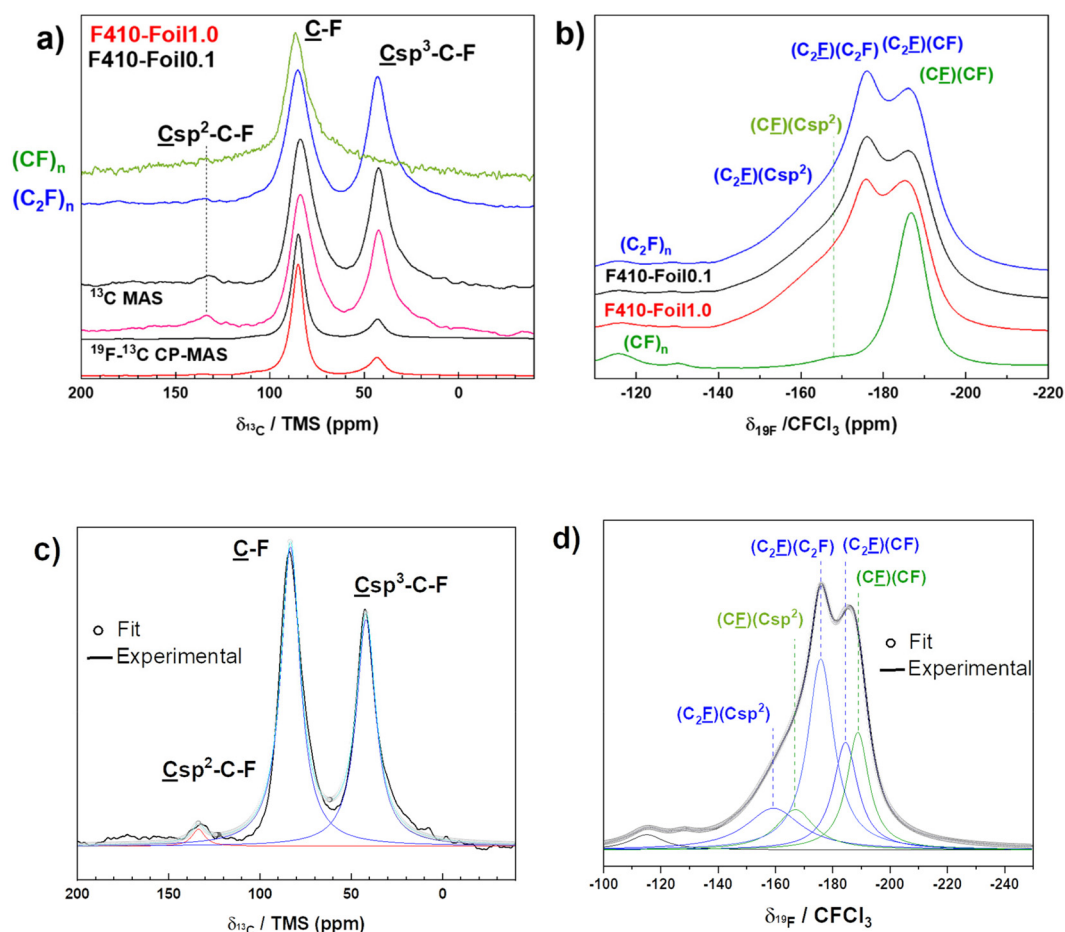 a)
F410-Foil1.0
F410-Foil0.1
C-F
Csp³-C-F
Csp²-C-F
(CF)n
(C₂F)n
¹³C MAS
¹⁹F-¹³C CP-MAS
200 150 100 50 0
δ₁₃C / TMS (ppm)
b)
(C₂F)(C₂F) (C₂F)(CF)
(CF)(CF)
(CF)(Csp²)
(C₂F)(Csp²)
(C₂F)n
F410-Foil0.1
F410-Foil1.0
(CF)n
-120 -140 -160 -180 -200 -220
δ₁₉F /CFCl₃ (ppm)
c)
C-F
Csp³-C-F
Fit
Experimental
Csp²-C-F
200 150 100 50 0
δ¹³C / TMS (ppm)
d)
(C₂F)(C₂F) (C₂F)(CF)
(CF)(CF)
(CF)(Csp²)
Fit
Experimental
(C₂F)(Csp²)
-100 -120 -140 -160 -180 -200 -220 -240
δ¹⁹F / CFCl₃